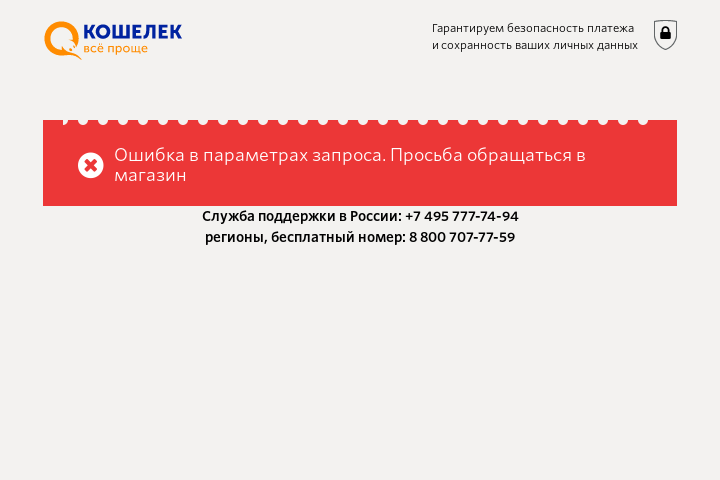 КОШЕЛЕК
всё проще
Гарантируем безопасность платежа
и сохранность ваших личных данных
Ошибка в параметрах запроса. Просьба обращаться в
магазин
Служба поддержки в России: +7 495 777-74-94
регионы, бесплатный номер: 8 800 707-77-59